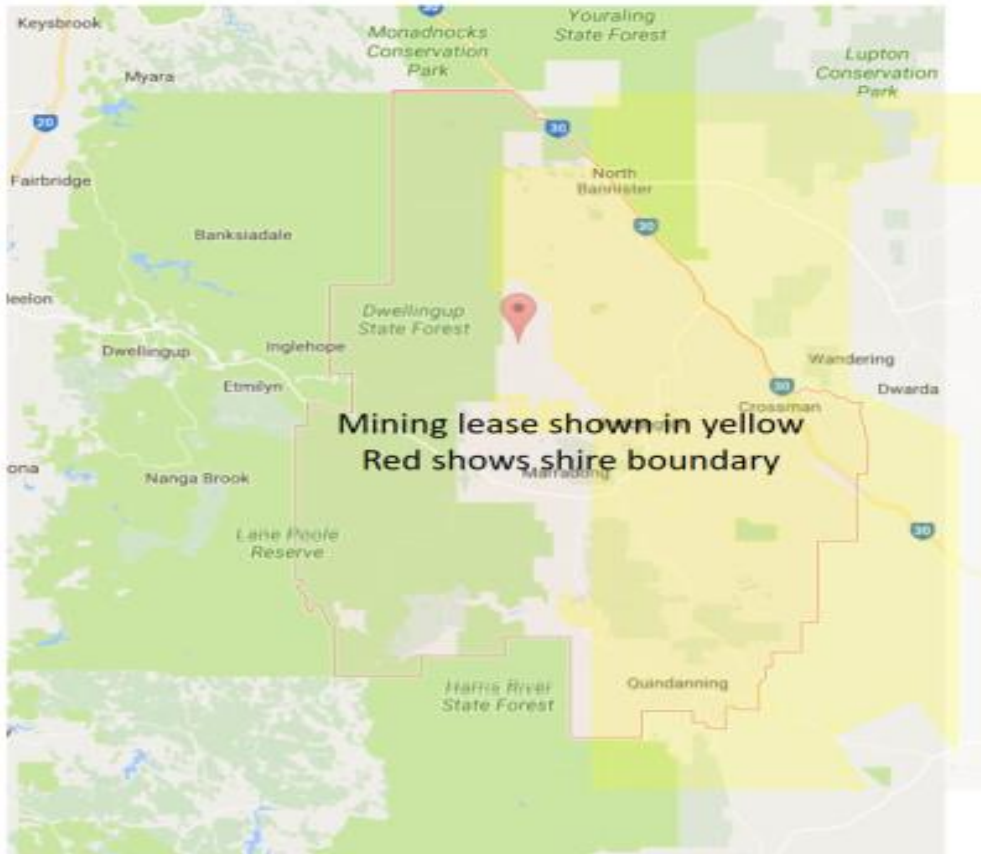 Keysbrook
30
Youraling
State Forest
Monadnocks
Conservation
Park
Lupton
Conservation
Park
Myara
20
30
Fairbridge
North
Bannister
Banksiadale
30
Dwellingup
State Forest
Inglehope
Dwellingup
Wandering
Etmilyn
30
Dwarda
Crossman
Mining lease shown in yellow
Red shows shire boundary
Marradong
Nanga Brook
Lane Poole
Reserve
30
Quindanning
Harris River
State Forest